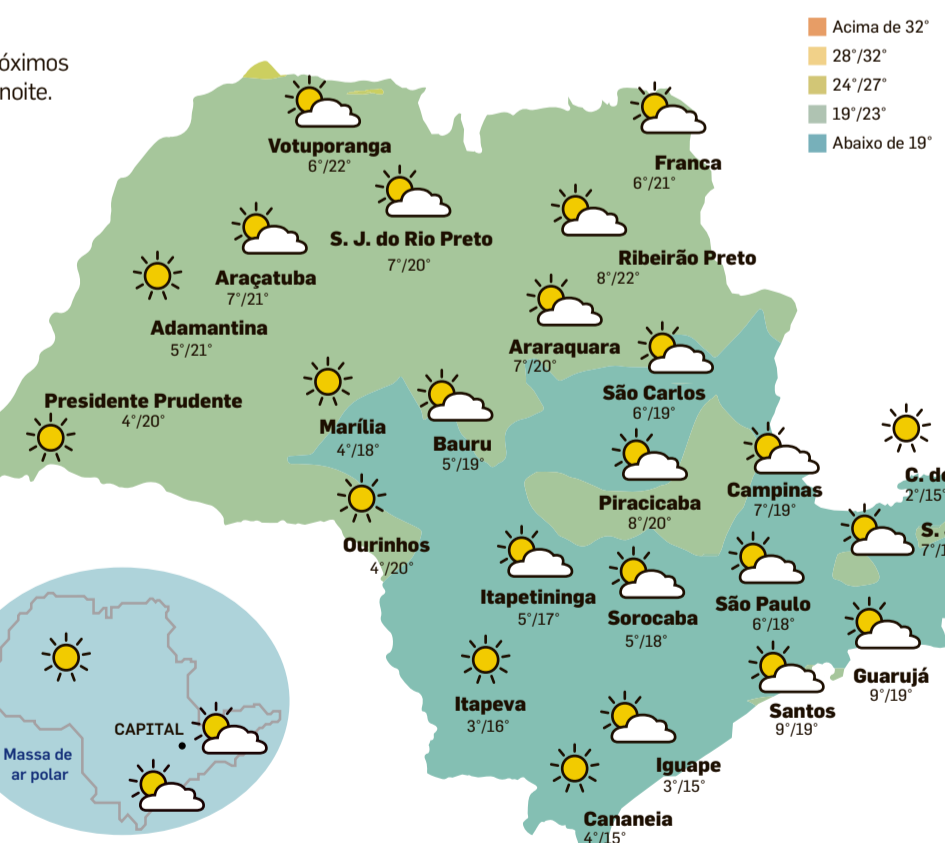 noite.
Acima de 32°
28°/32°
24°/27°
19°/23°
Abaixo de 19°
Votuporanga
6°/22°
Franca
6°/21°
S. J. do Rio Preto
7°/20°
Ribeirão Preto
8°/22°
Araçatuba
7°/21°
Adamantina
5°/21°
Araraquara
7°/20°
São Carlos
6°/19°
Presidente Prudente
4°/20°
Marília
4°/18°
Bauru
5°/19°
C. d
2°/15°
Campinas
7°/19°
Piracicaba
8°/20°
S.
Ourinhos
4°/20°
Itapetininga
5°/17°
Sorocaba
5°/18°
São Paulo
6°/18°
Guarujá
9°/19°
Santos
9°/19°
Itapeva
3°/16°
Iguape
3°/15°
Cananeia
4°/15°
CAPITAL
Massa de
ar polar